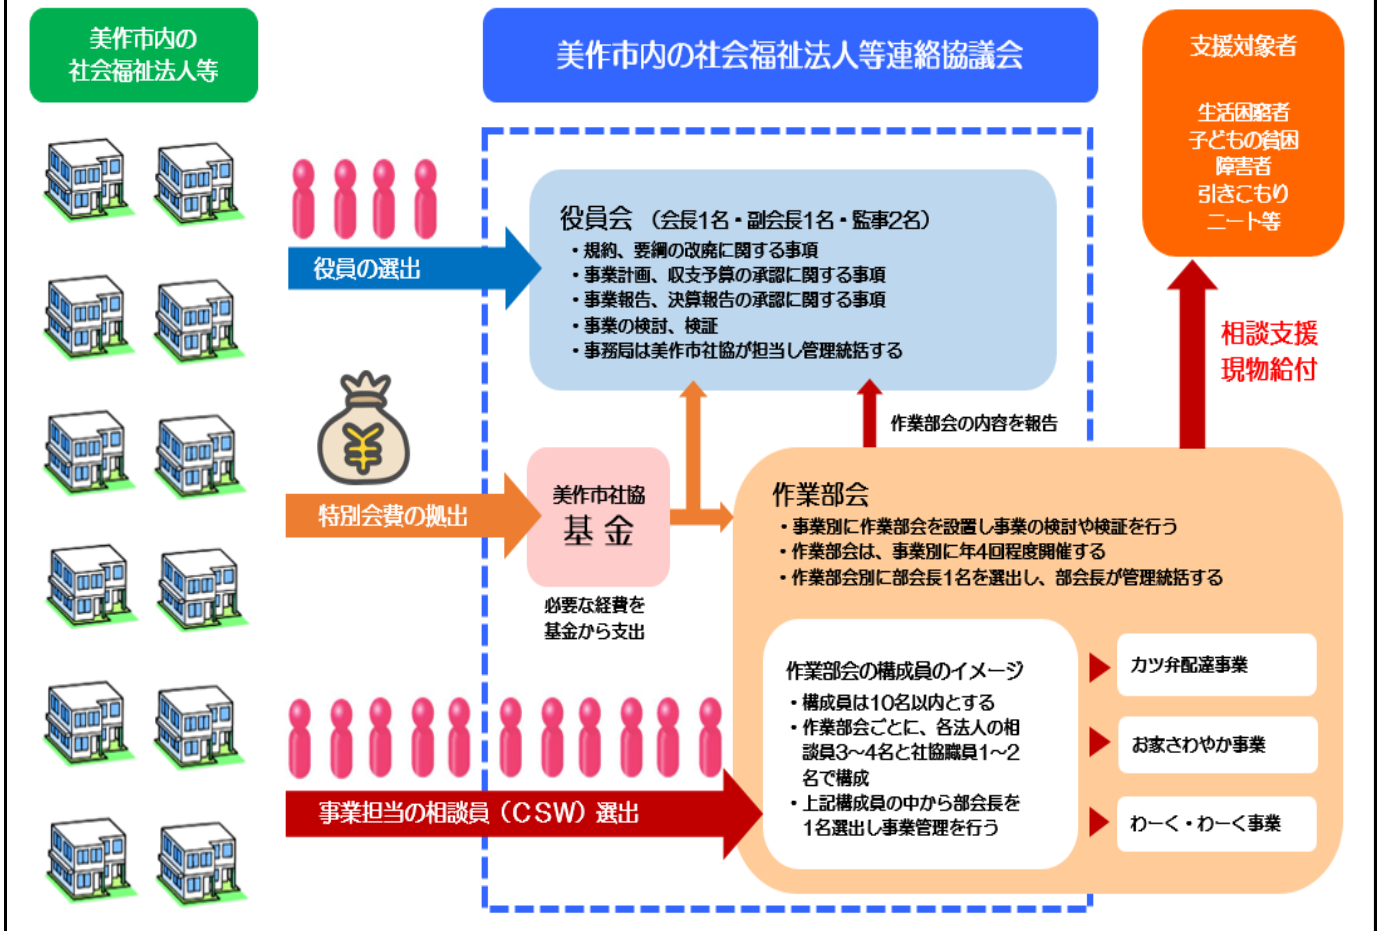 美作市内の
社会福祉法人等
美作市内の社会福祉法人等連絡協議会
支援対象者
生活困窮者
子どもの貧困
障害者
引きこもり
ニート等
役員の選出
役員会 （会長1名・副会長1名・監事2名）
・規約、要綱の改廃に関する事項
・事業計画、収支予算の承認に関する事項
・事業報告、決算報告の承認に関する事項
・事業の検討、検証
・事務局は美作市社協が担当し管理統括する
相談支援
現物給付
作業部会の内容を報告
¥
特別会費の拠出
美作市社協
基 金
必要な経費を
基金から支出
作業部会
・事業別に作業部会を設置し事業の検討や検証を行う
・作業部会は、事業別に年4回程度開催する
・作業部会別に部会長1名を選出し、部会長が管理統括する
事業担当の相談員（CSW）選出
作業部会の構成員のイメージ
・構成員は10名以内とする
・作業部会ごとに、各法人の相
談員3～4名と社協職員1～2
名で構成
・上記構成員の中から部会長を
1名選出し事業管理を行う
カツ弁配達事業
お家さわやか事業
わーく・わーく事業